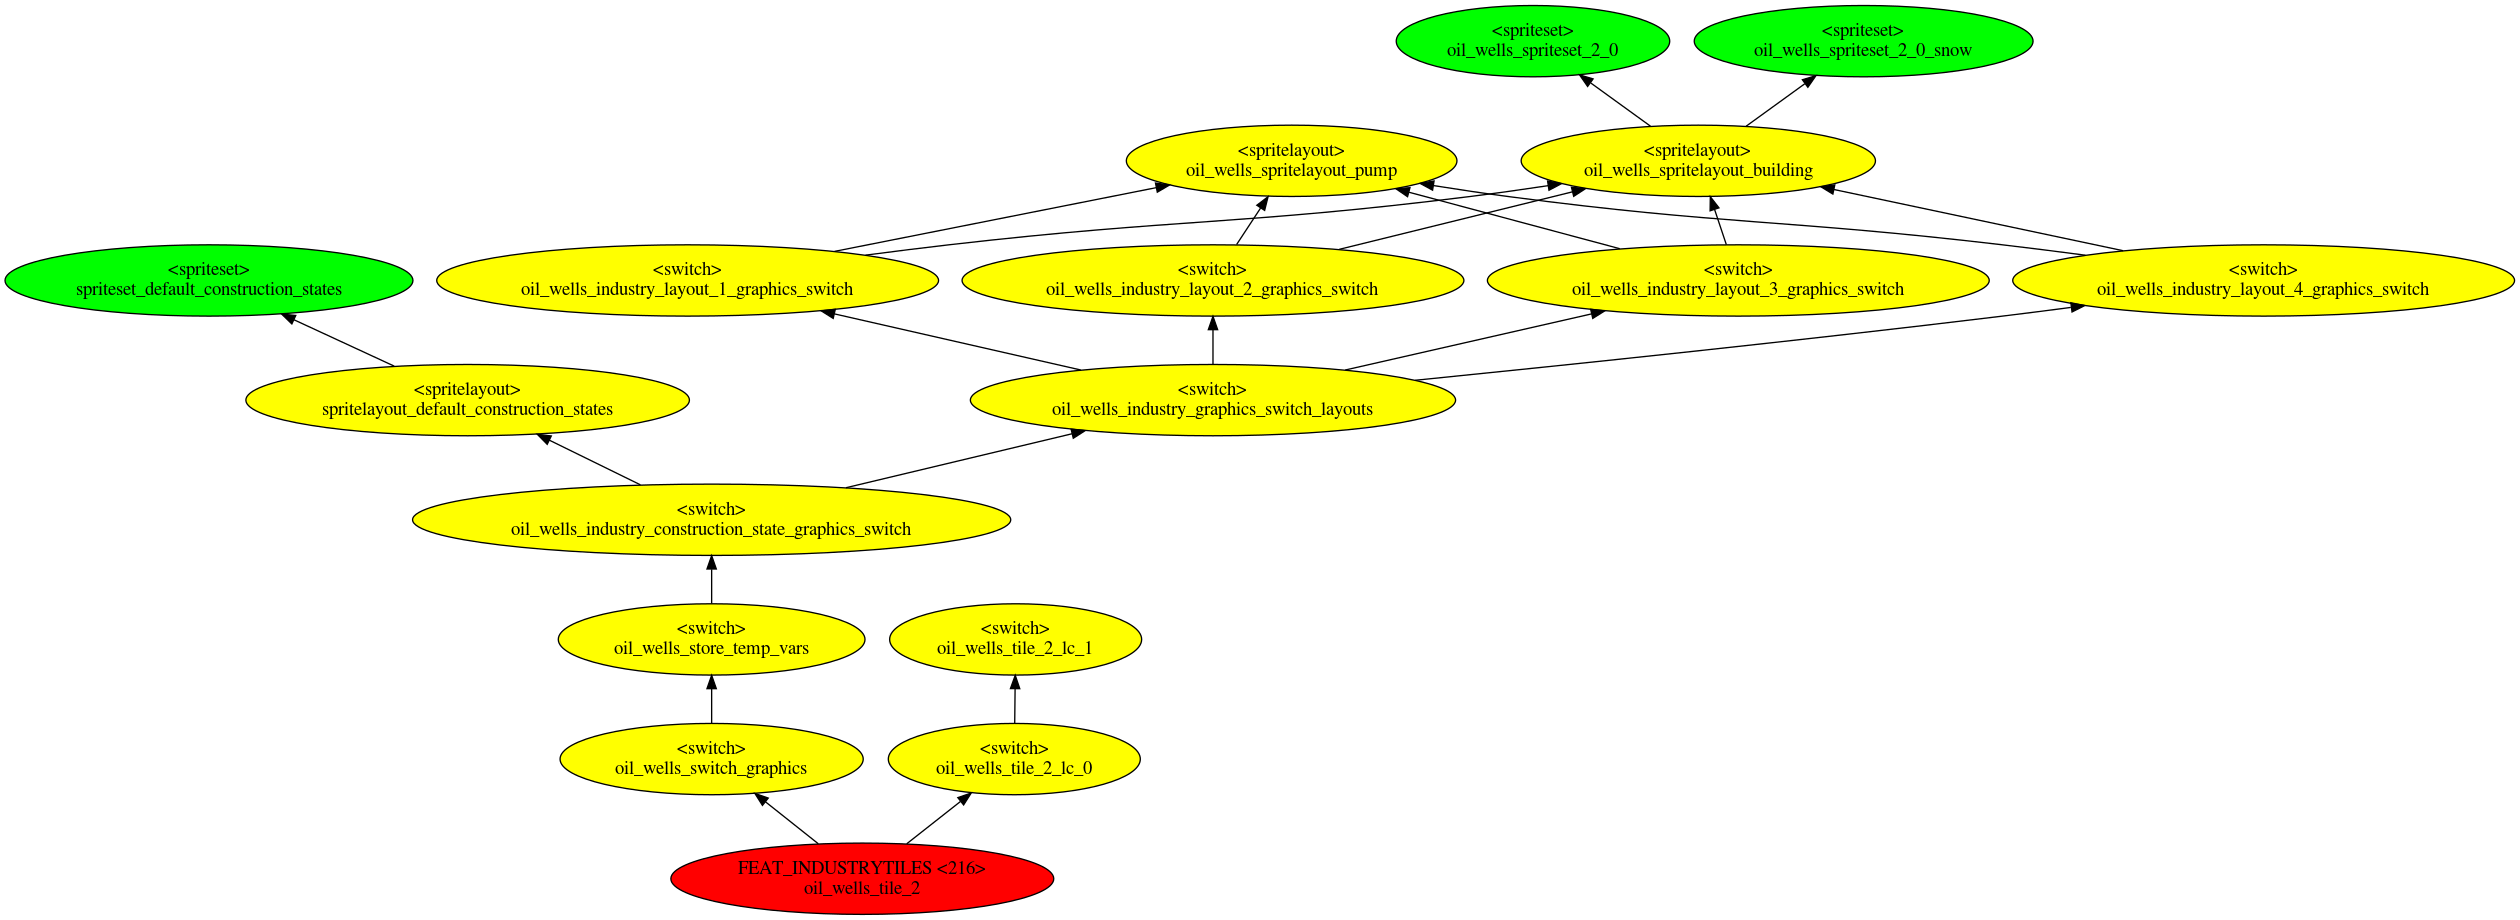 <spriteset>
oil_wells_spriteset_2_0
<spriteset>
oil_wells_spriteset_2_0_snow
<spritelayout>
oil_wells_spritelayout_pump
<spritelayout>
oil_wells_spritelayout_building
<spriteset>
spriteset_default_construction_states
<switch>
oil_wells_industry_layout_1_graphics_switch
<switch>
oil_wells_industry_layout_2_graphics_switch
<switch>
oil_wells_industry_layout_3_graphics_switch
<switch>
oil_wells_industry_layout_4_graphics_switch
<spritelayout>
spritelayout_default_construction_states
<switch>
oil_wells_industry_graphics_switch_layouts
<switch>
oil_wells_industry_construction_state_graphics_switch
<switch>
oil_wells_store_temp_vars
<switch>
oil_wells_tile_2_lc_1
<switch>
oil_wells_switch_graphics
<switch>
oil_wells_tile_2_lc_0
FEAT_INDUSTRYTILES <216>
oil_wells_tile_2